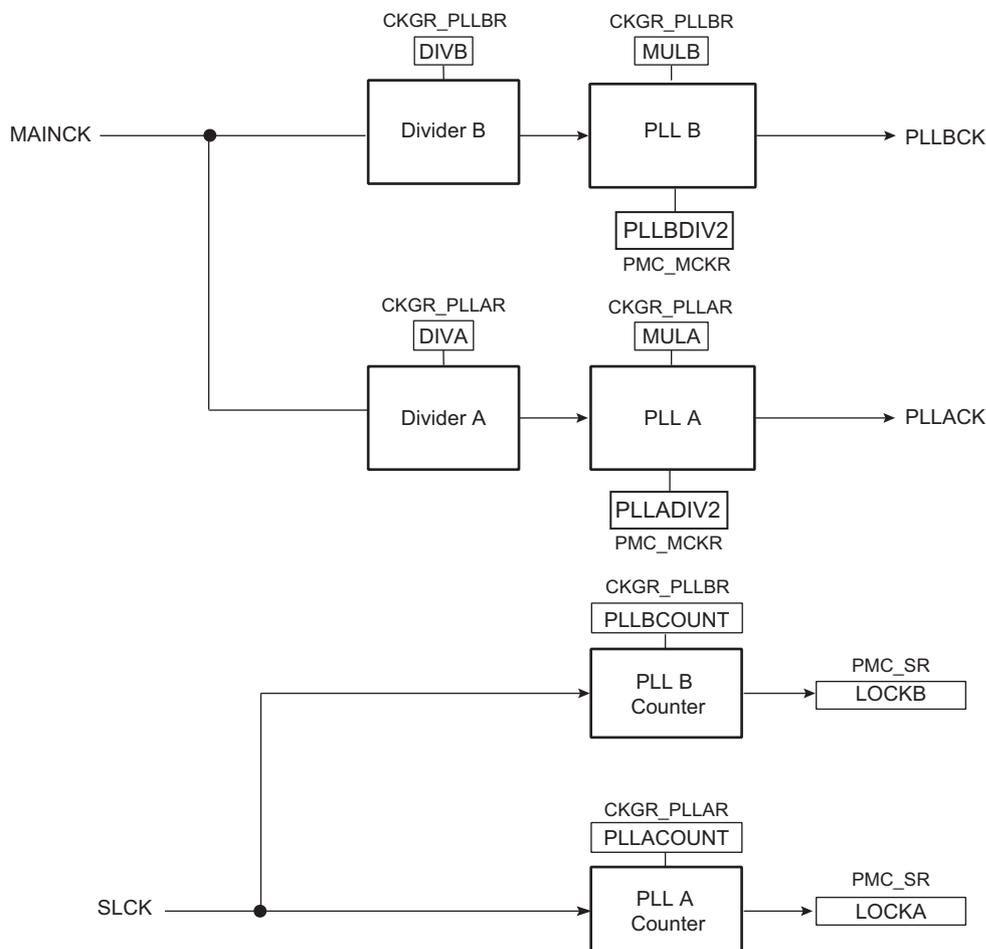 CKGR_PLLBR
CKGR_PLLBR
DIVB
MULB
MAINCK
Divider B
PLL B
PLLBCK
PLLBDIV2
PMC_MCKR
CKGR_PLLAR
CKGR_PLLAR
DIVA
MULA
Divider A
PLL A
PLLACK
PLLADIV2
PMC_MCKR
CKGR_PLLBR
PLLBCOUNT
PLL B
Counter
PMC_SR
LOCKB
CKGR_PLLAR
PLLACOUNT
SLCK
PLL A
Counter
PMC_SR
LOCKA